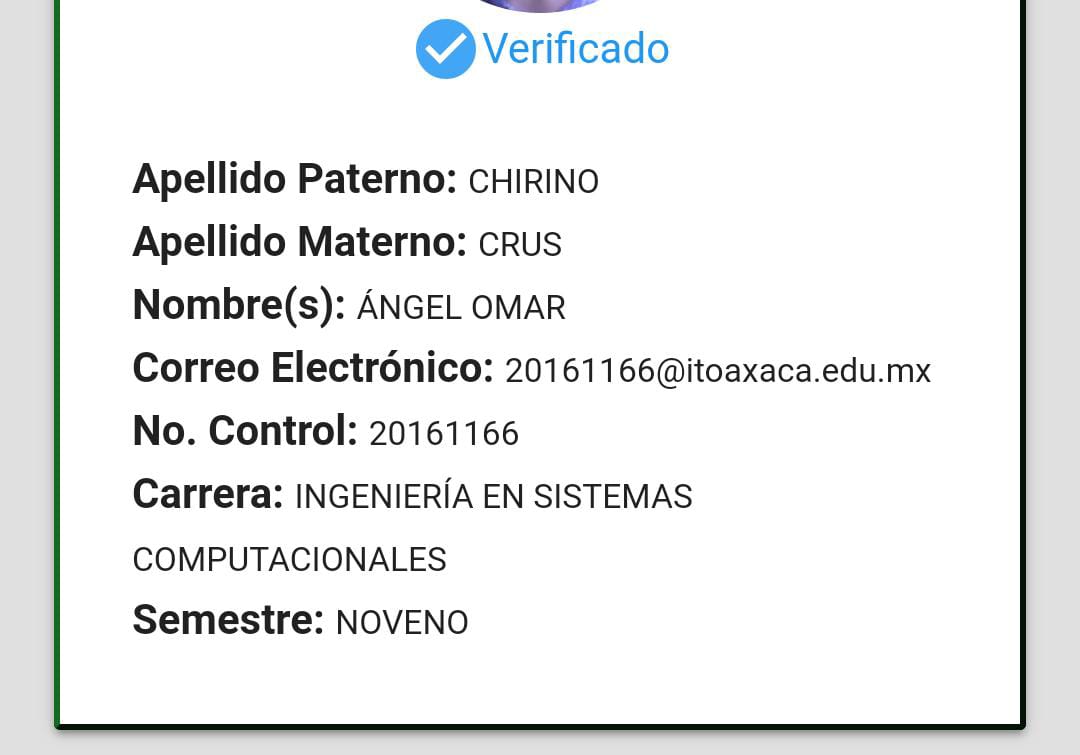 Verificado
Apellido Paterno: CHIRINO
Apellido Materno: CRUS
Nombre(s): ÁNGEL OMAR
Correo Electrónico: 20161166@itoaxaca.edu.mx
No. Control: 20161166
Carrera: INGENIERÍA EN SISTEMAS
COMPUTACIONALES
Semestre: NOVENO